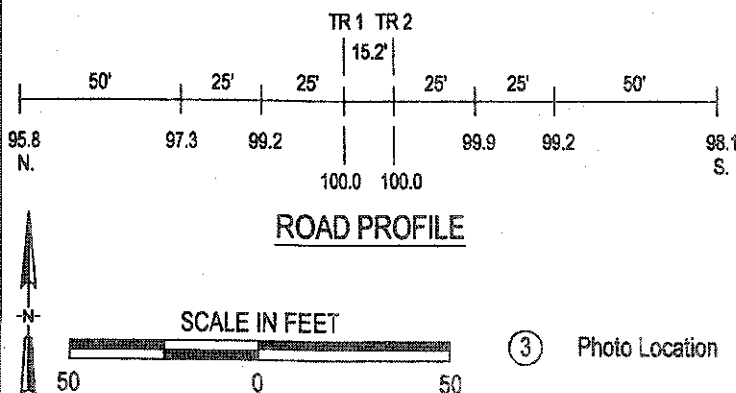 TR 1 TR 2
15.2'
50' 25' 25' 25' 25' 50'
95.8 97.3 99.2 99.9 99.2 98.1
N. S.
100.0 100.0
ROAD PROFILE
-N-
SCALE IN FEET
3 Photo Location
50 0 50